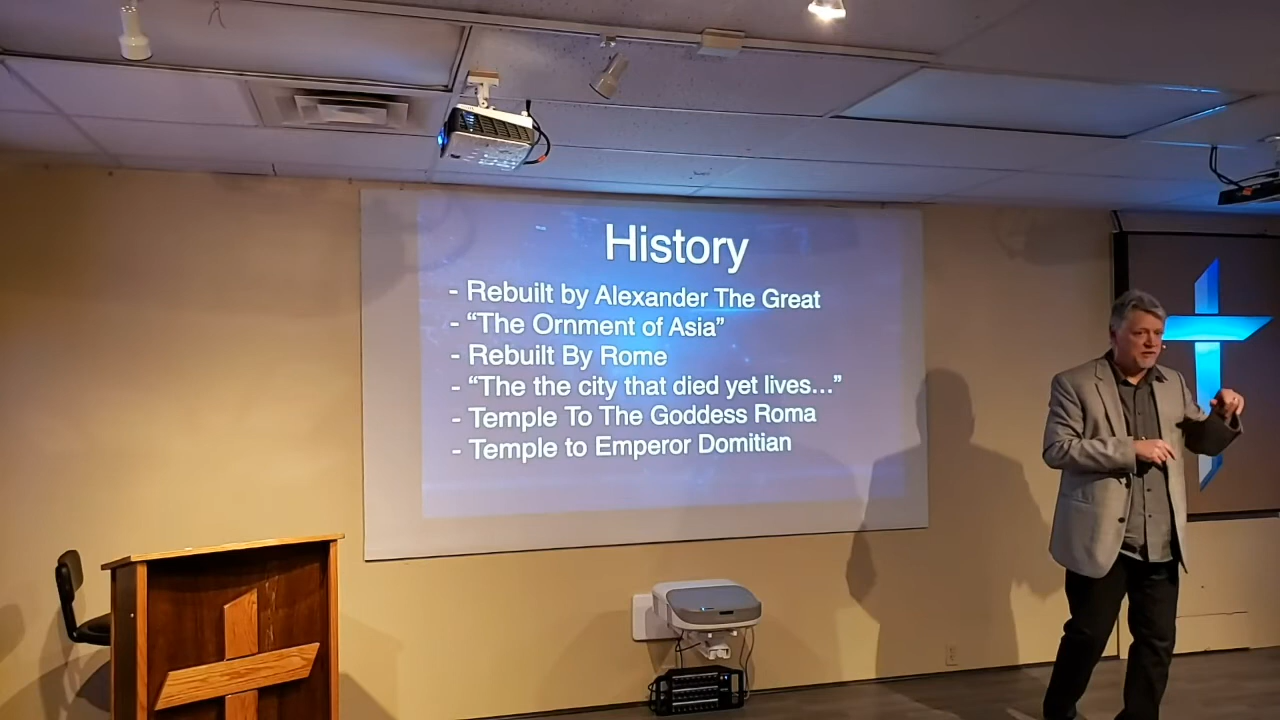 History
- Rebuilt by Alexander The Great
- “The Ornment of Asia”
- Rebuilt By Rome
- “The the city that died yet lives...”
- Temple To The Goddess Roma
- Temple to Emperor Domitian